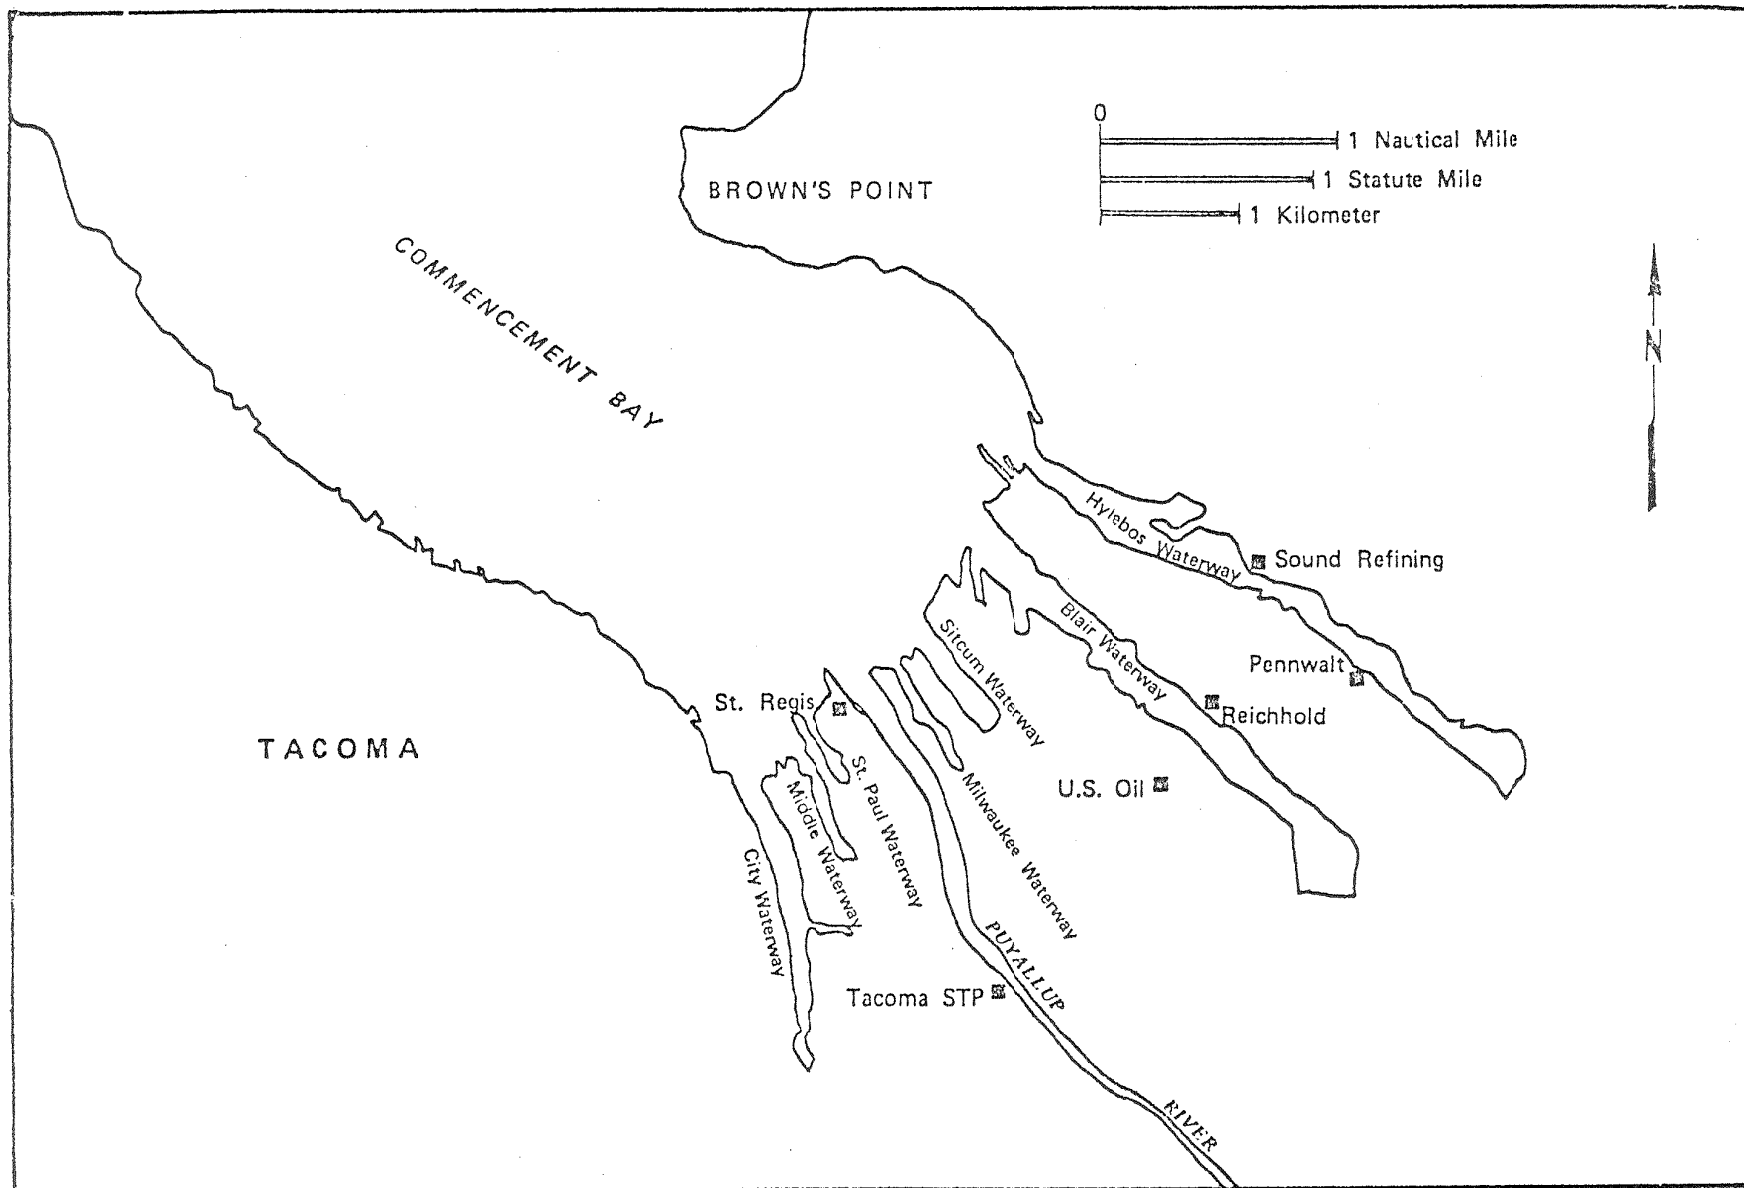 0
1 Nautical Mile
1 Statute Mile
1 Kilometer
BROWN'S POINT
COMMENCEMENT BAY
N
Hylebos Waterway
Sound Refining
Blair Waterway
Sitcum Waterway
Pennwalt
St. Regis
Reichhold
TACOMA
St. Paul Waterway
U.S. Oil
Middle Waterway
Milwaukee Waterway
City Waterway
PUYALLUP RIVER
Tacoma STP